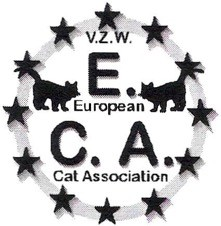 V.Z.W.
E.
European
C. A.
Cat Association